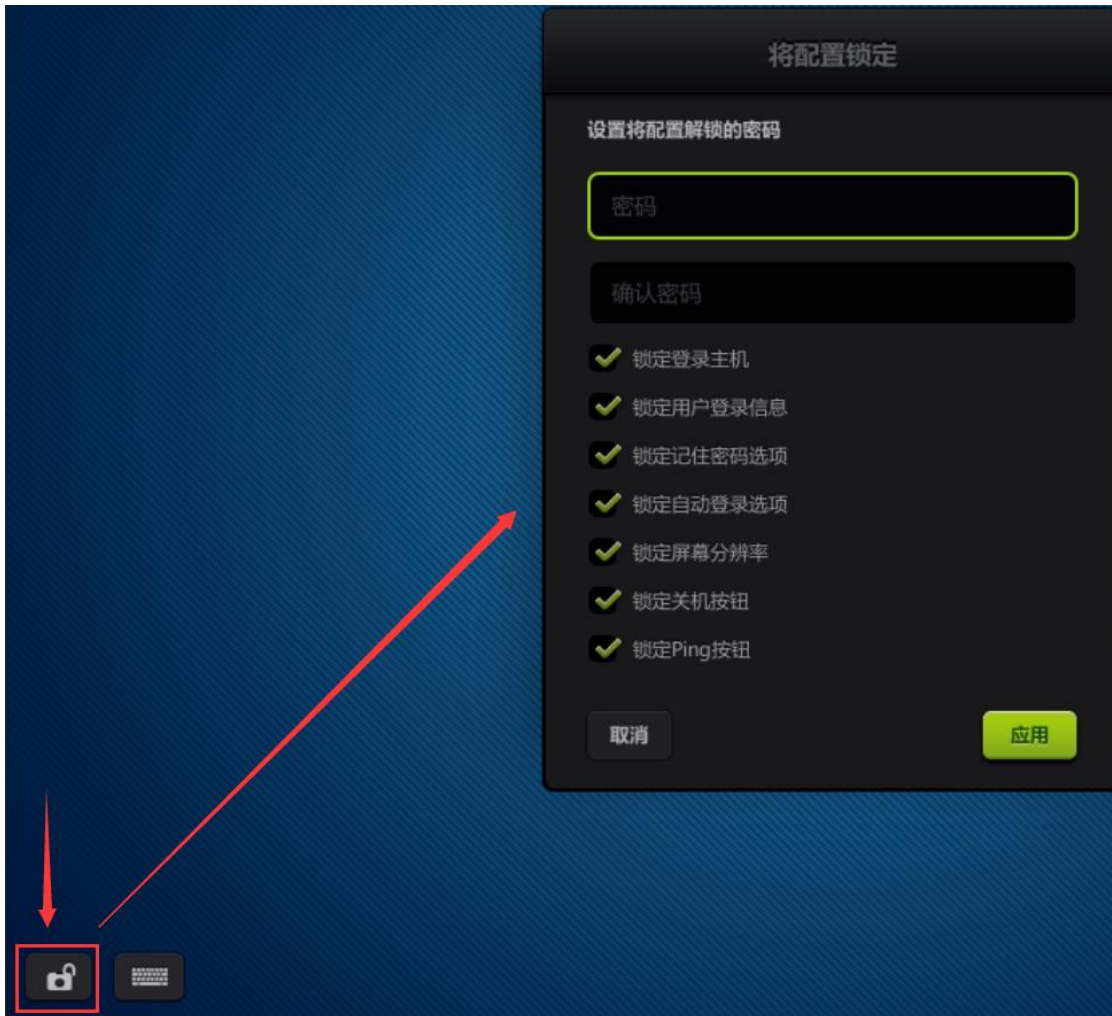 将配置锁定
设置将配置解锁的密码
密码
确认密码
锁定登录主机
锁定用户登录信息
锁定记住密码选项
锁定自动登录选项
锁定屏幕分辨率
锁定关机按钮
锁定Ping按钮
取消
应用